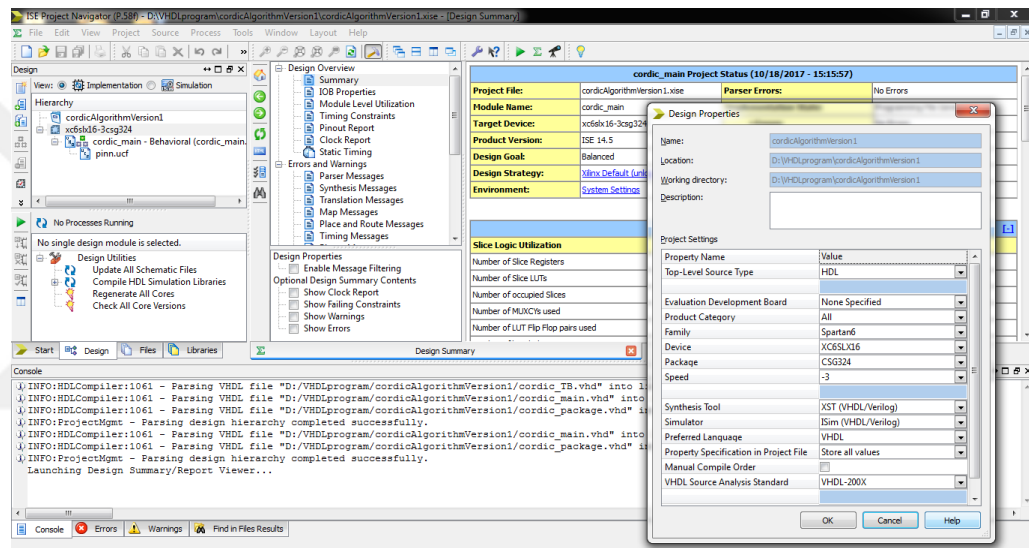 ISE Project Navigator (P.58f) - D:\VHDLprogram\cordicAlgorithmVersion1\cordicAlgorithmVersion1.xise - [Design Summary]
File Edit View Project Source Process Tools Window Layout Help
Design
View: Implementation Simulation
Hierarchy
cordicAlgorithmVersion1
xc6slx16-3csg324
cordic_main - Behavioral (cordic_main.
pinn.ucf
No Processes Running
No single design module is selected.
Design Utilities
Update All Schematic Files
Compile HDL Simulation Libraries
Regenerate All Cores
Check All Core Versions
Start Design Files Libraries
Design Overview
Summary
IOB Properties
Module Level Utilization
Timing Constraints
Pinout Report
Clock Report
Static Timing
Errors and Warnings
Parser Messages
Synthesis Messages
Translation Messages
Map Messages
Place and Route Messages
Timing Messages
Design Properties
Enable Message Filtering
Optional Design Summary Contents
Show Clock Report
Show Failing Constraints
Show Warnings
Show Errors
Design Summary
cordic_main Project Status (10/18/2017 - 15:15:57)
Project File: cordicAlgorithmVersion1.xise Parser Errors: No Errors
Module Name: cordic_main
Target Device: xc6slx16-3csg324
Product Version: ISE 14.5
Design Goal: Balanced
Design Strategy: Xilinx Default (unlo
Environment: System Settings
[-]
Slice Logic Utilization
Number of Slice Registers
Number of Slice LUTs
Number of occupied Slices
Number of MUXCYs used
Number of LUT Flip Flop pairs used
Design Properties
Name: cordicAlgorithmVersion1
Location: D:\VHDLprogram\cordicAlgorithmVersion1
Working directory: D:\VHDLprogram\cordicAlgorithmVersion1
Description:
Project Settings
Property Name Value
Top-Level Source Type HDL
Evaluation Development Board None Specified
Product Category All
Family Spartan6
Device XC6SLX16
Package CSG324
Speed -3
Synthesis Tool XST (VHDL/Verilog)
Simulator ISim (VHDL/Verilog)
Preferred Language VHDL
Property Specification in Project File Store all values
Manual Compile Order
VHDL Source Analysis Standard VHDL-200X
OK Cancel Help
Console
INFO:HDLCompiler:1061 - Parsing VHDL file "D:/VHDLprogram/cordicAlgorithmVersion1/cordic_TB.vhd" into l
INFO:HDLCompiler:1061 - Parsing VHDL file "D:/VHDLprogram/cordicAlgorithmVersion1/cordic_main.vhd" into
INFO:HDLCompiler:1061 - Parsing VHDL file "D:/VHDLprogram/cordicAlgorithmVersion1/cordic_package.vhd" i
INFO:ProjectMgmt - Parsing design hierarchy completed successfully.
INFO:HDLCompiler:1061 - Parsing VHDL file "D:/VHDLprogram/cordicAlgorithmVersion1/cordic_main.vhd" into
INFO:HDLCompiler:1061 - Parsing VHDL file "D:/VHDLprogram/cordicAlgorithmVersion1/cordic_package.vhd" i
INFO:ProjectMgmt - Parsing design hierarchy completed successfully.
Launching Design Summary/Report Viewer...
Console Errors Warnings Find in Files Results